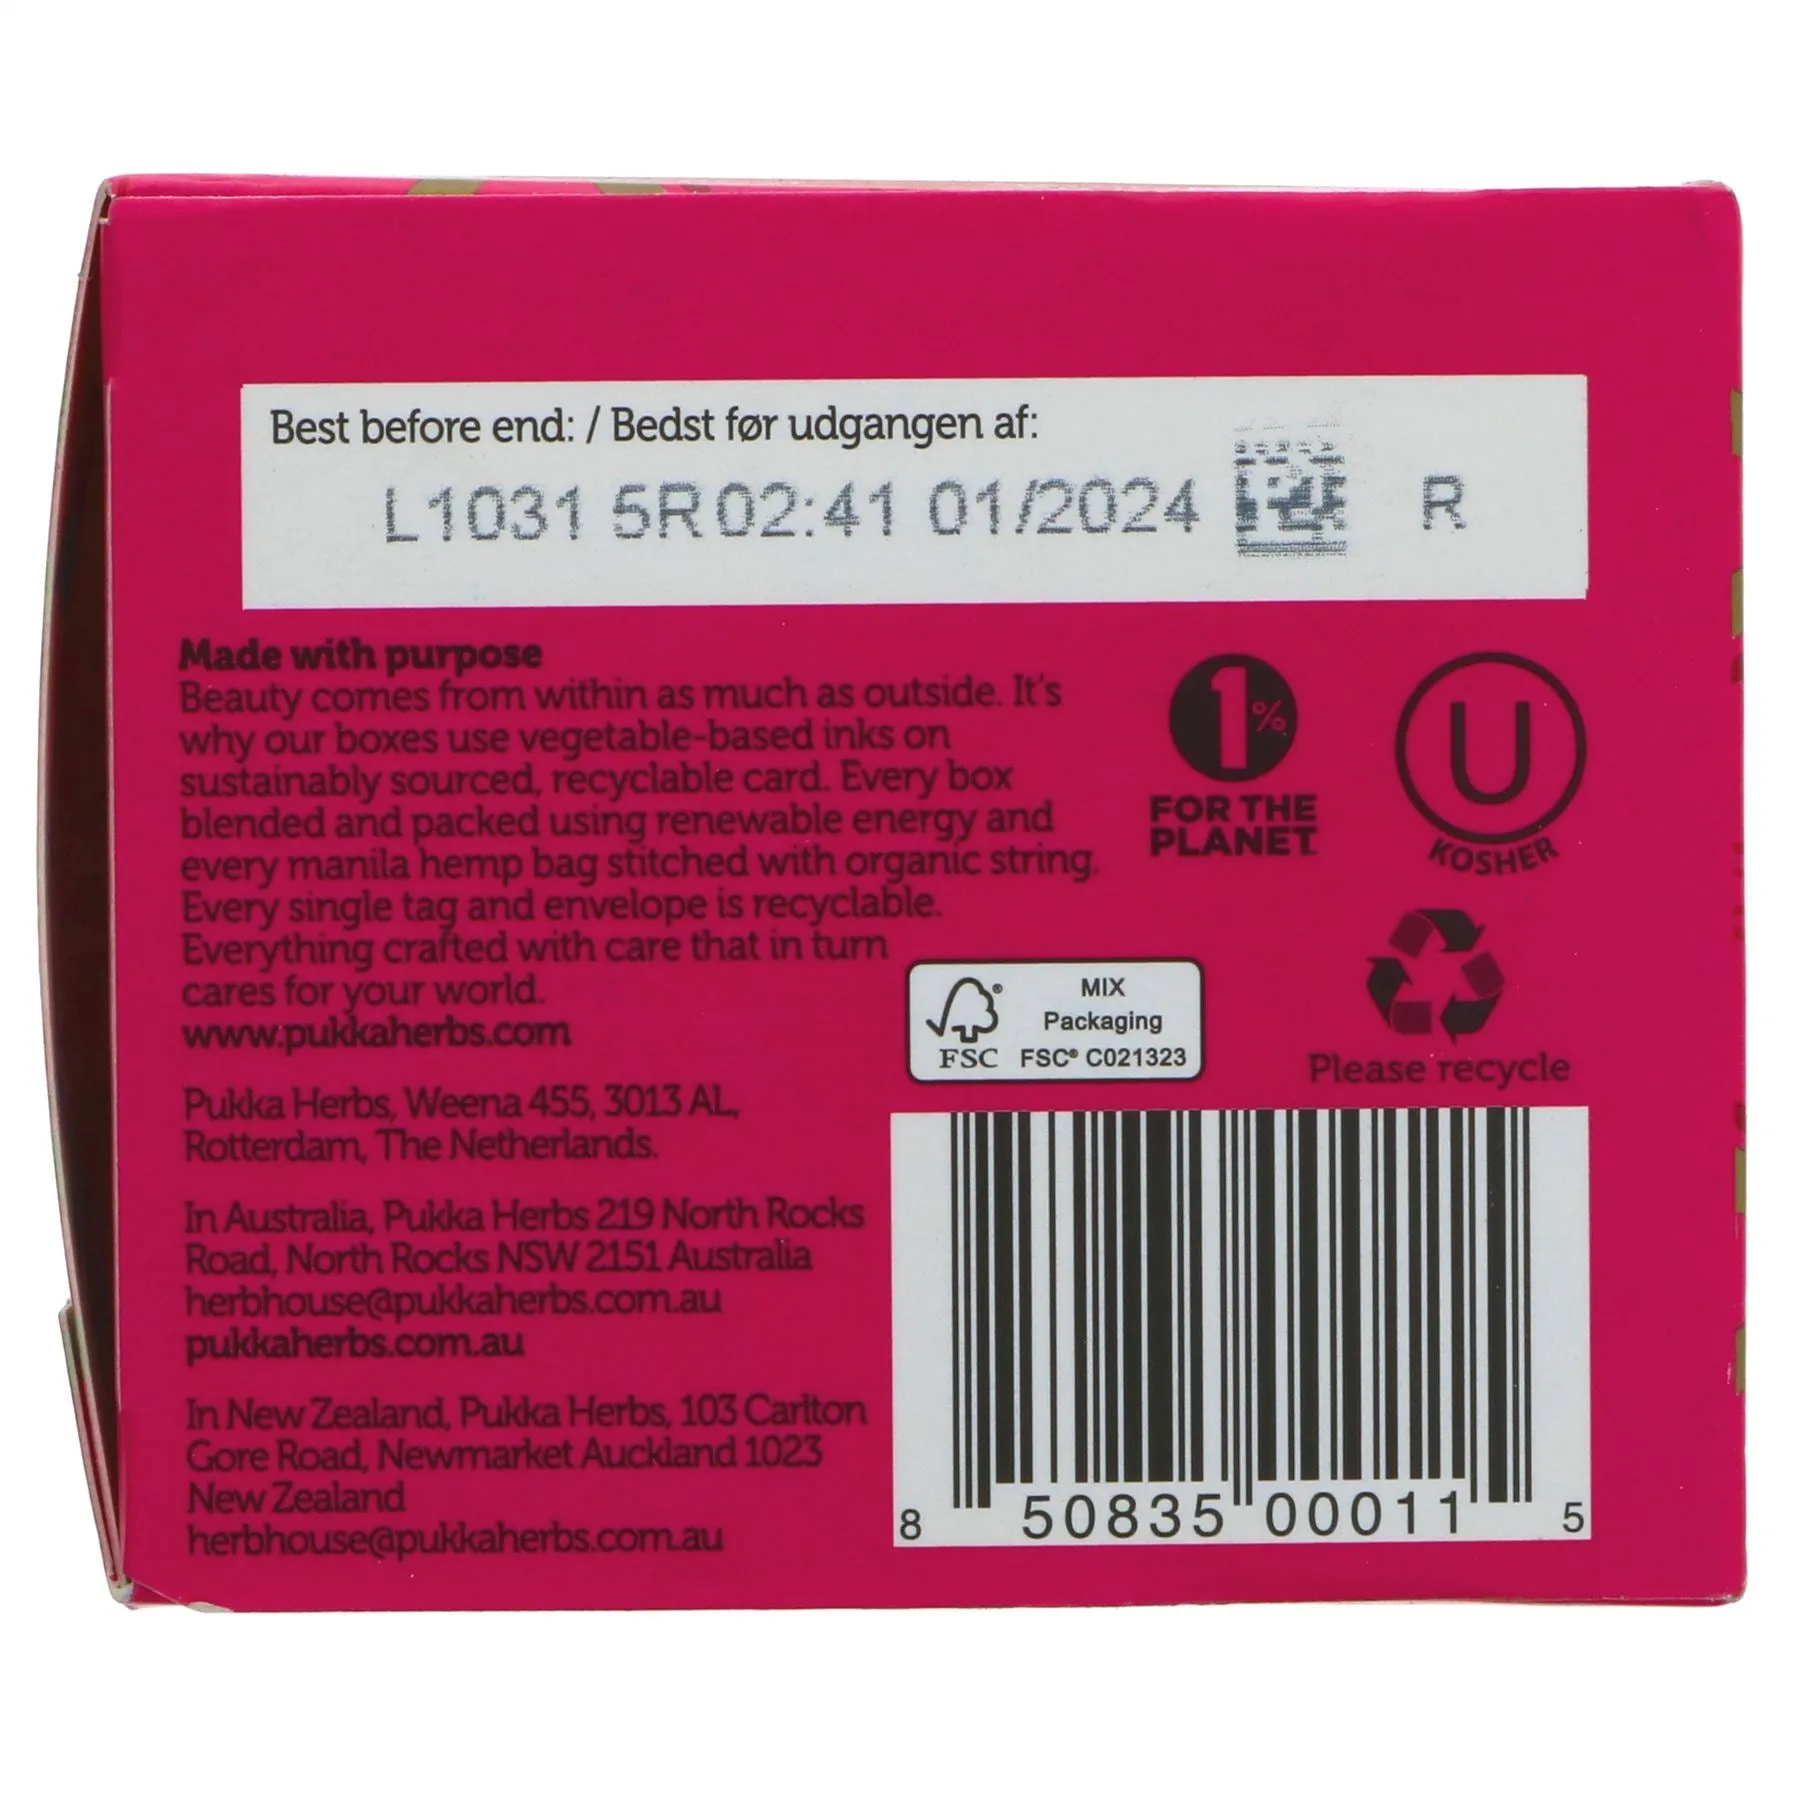 Best before end: / Bedst før udgangen af:
L1031 5R02:41 01/2024 R
Made with purpose
Beauty comes from within as much as outside. It's
why our boxes use vegetable-based inks on
sustainably sourced, recyclable card. Every box
blended and packed using renewable energy and
every manila hemp bag stitched with organic string.
Every single tag and envelope is recyclable.
Everything crafted with care that in turn
cares for your world.
www.pukkaherbs.com
Pukka Herbs, Weena 455, 3013 AL,
Rotterdam, The Netherlands.
In Australia, Pukka Herbs 219 North Rocks
Road, North Rocks NSW 2151 Australia
herbhouse@pukkaherbs.com.au
pukkaherbs.com.au
In New Zealand, Pukka Herbs, 103 Carlton
Gore Road, Newmarket Auckland 1023
New Zealand
herbhouse@pukkaherbs.com.au
1%
FOR THE
PLANET
U
KOSHER
FSC
MIX
Packaging
FSC® C021323
Please recycle
8 50835 00011 5